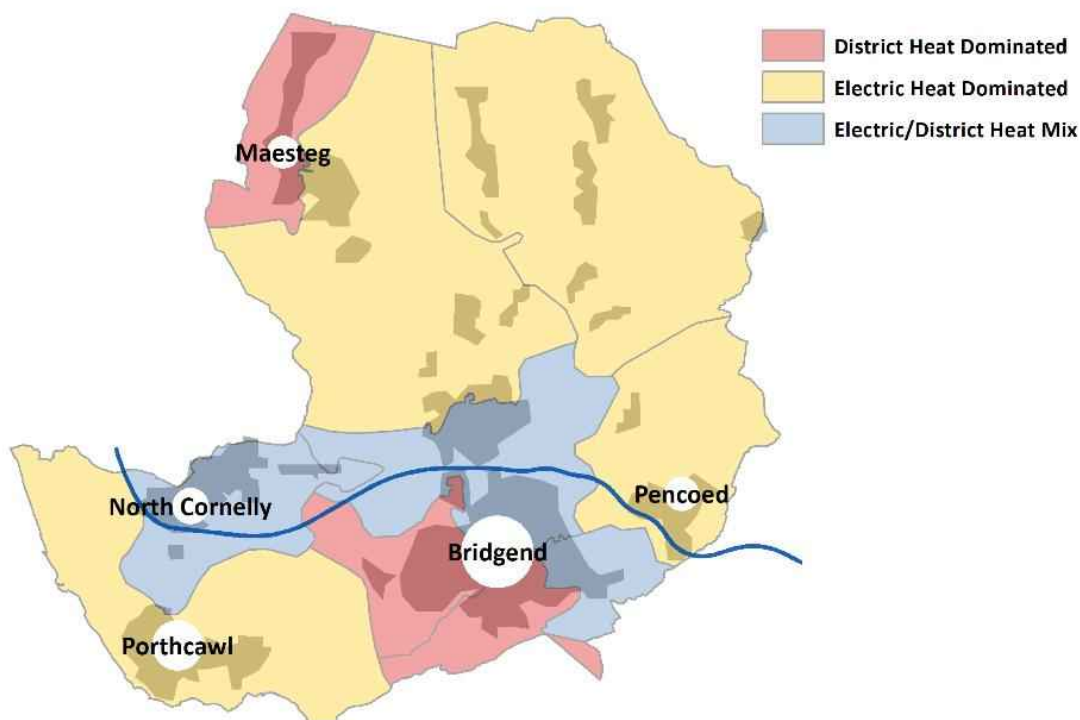 District Heat Dominated
Electric Heat Dominated
Electric/District Heat Mix
Maesteg
North Cornelly
Pencoed
Bridgend
Porthcawl